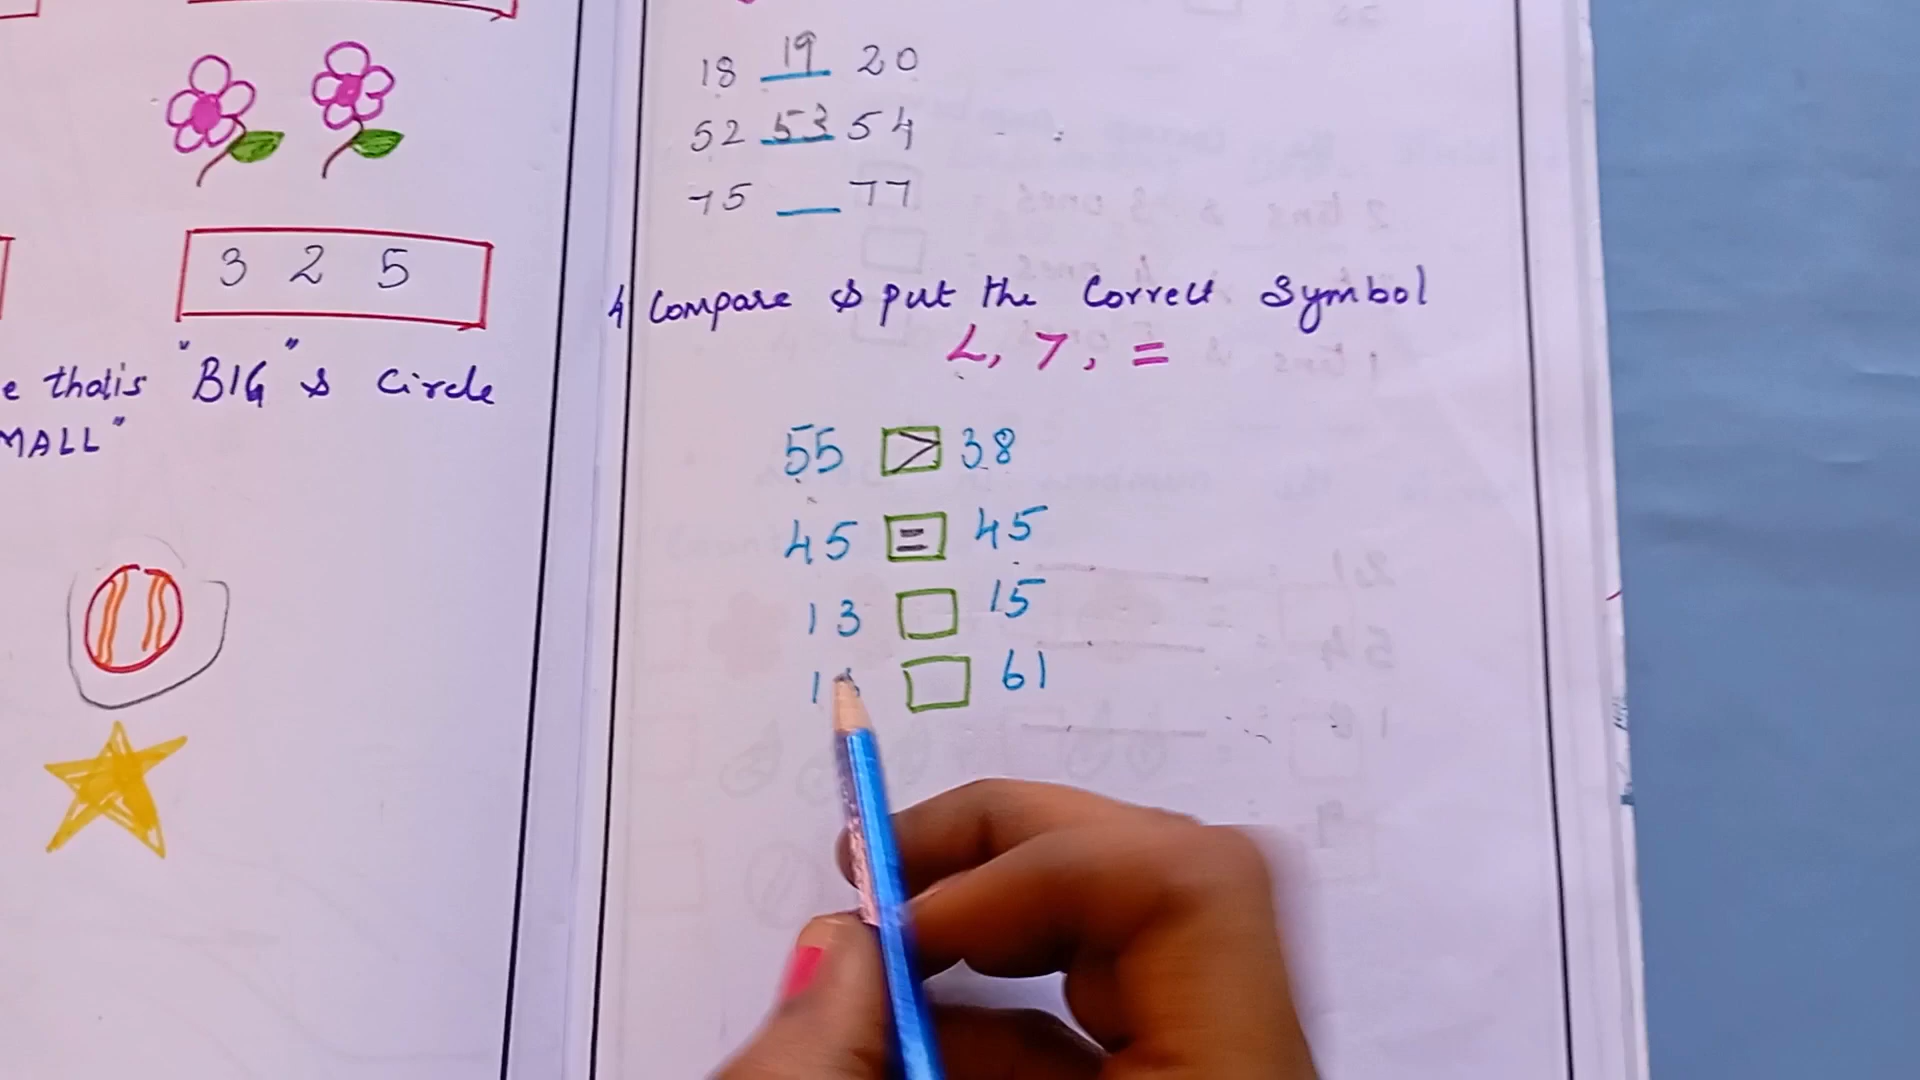 3 2 5
e thatis "BIG" & Circle
MALL"
18 19 20
52 53 54
75 __ 77
4 Compare & put the Correct Symbol
<, >, =
55 > 38
45 = 45
13 □ 15
□ 61